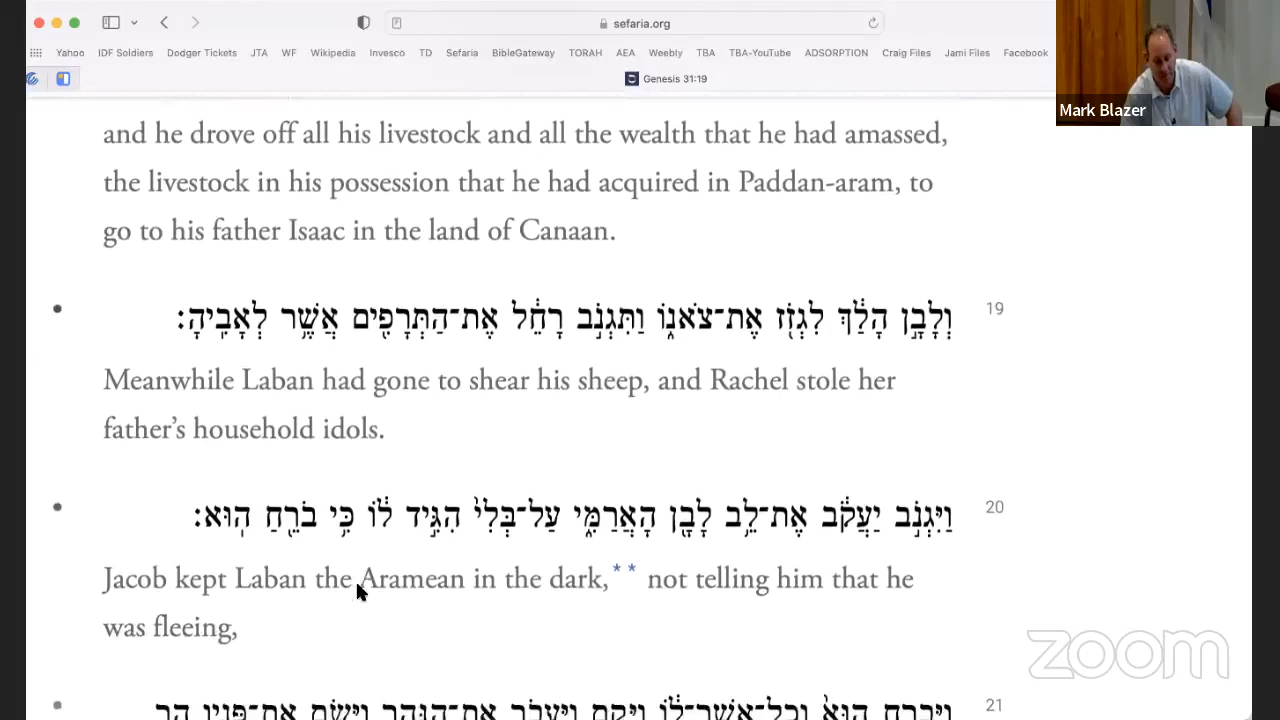 sefaria.org
Yahoo IDF Soldiers Dodger Tickets JTA WF Wikipedia Invesco TD Sefaria BibleGateway TORAH AEA Weebly TBA TBA-YouTube ADSORPTION Craig Files Jami Files Facebook
Genesis 31:19
Mark Blazer
and he drove off all his livestock and all the wealth that he had amassed,
the livestock in his possession that he had acquired in Paddan-aram, to
go to his father Isaac in the land of Canaan.
19
וְלָבָ֣ן הָלַ֔ךְ לִגְזֹ֖ז אֶת־צֹאנ֑וֹ וַתִּגְנֹ֣ב רָחֵ֔ל אֶת־הַתְּרָפִ֖ים אֲשֶׁ֥ר לְאָבִֽיהָ׃
Meanwhile Laban had gone to shear his sheep, and Rachel stole her
father’s household idols.
20
וַיִּגְנֹ֣ב יַעֲקֹ֔ב אֶת־לֵ֥ב לָבָ֖ן הָאֲרַמִּ֑י עַל־בְּלִי֙ הִגִּ֣יד ל֔וֹ כִּ֥י בֹרֵ֖חַ הֽוּא׃
Jacob kept Laban the Aramean in the dark,** not telling him that he
was fleeing,
21
וַיִּבְרַ֥ח הוּא֙ וְכׇל־אֲשֶׁר־ל֔וֹ וַיָּ֖קׇם וַיַּעֲבֹ֣ר אֶת־הַנָּהָ֑ר וַיָּ֥שֶׂם אֶת־פָּנָ֖יו הַ֥ר
zoom